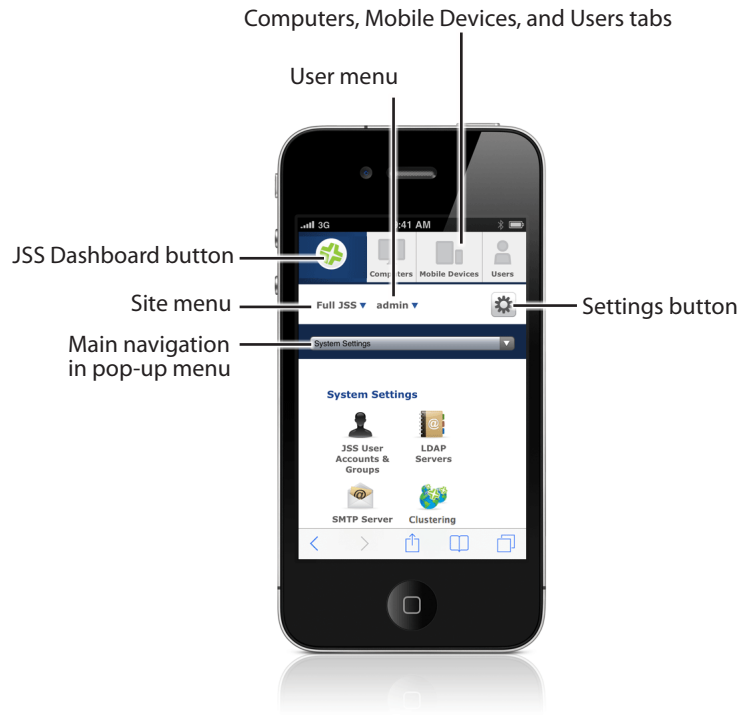 Computers, Mobile Devices, and Users tabs
User menu
3G 9:41 AM
JSS Dashboard button
Computers Mobile Devices Users
Site menu
Full JSS admin
Settings button
Main navigation
in pop-up menu
System Settings
System Settings
JSS User
Accounts &
Groups
LDAP
Servers
SMTP Server Clustering